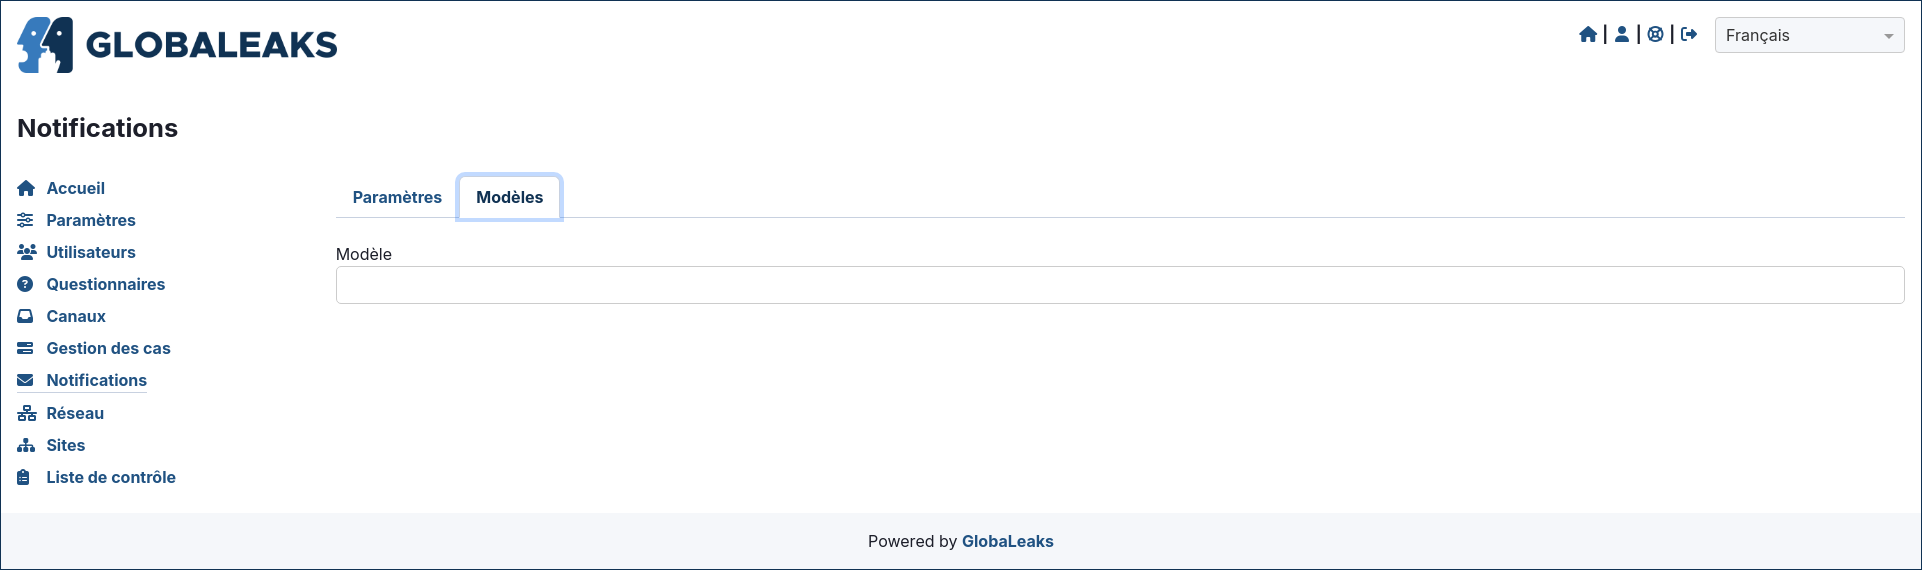 GLOBALEAKS
Français
Notifications
Accueil
Paramètres
Utilisateurs
Questionnaires
Canaux
Gestion des cas
Notifications
Réseau
Sites
Liste de contrôle
Paramètres
Modèles
Modèle
Powered by GlobaLeaks